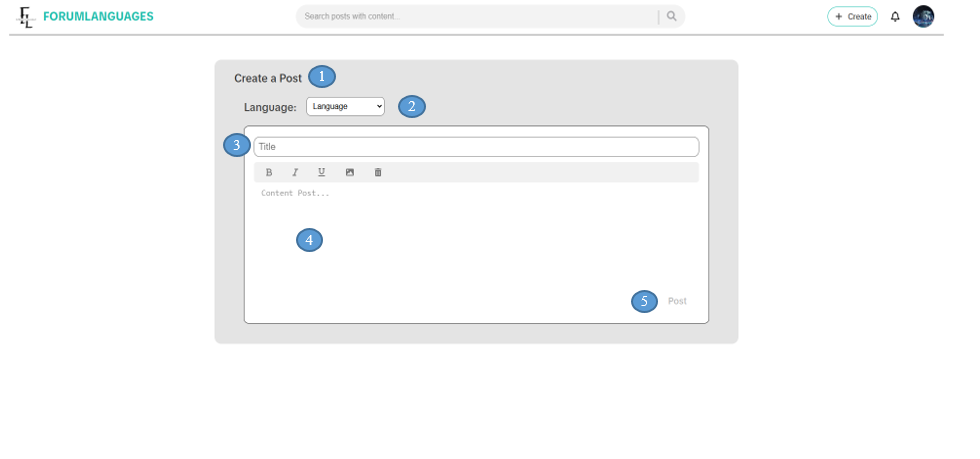 FL FORUMLANGUAGES Search posts with content... + Create
Create a Post 1
Language: Language 2
3 Title
B I U
Content Post...
4
5 Post